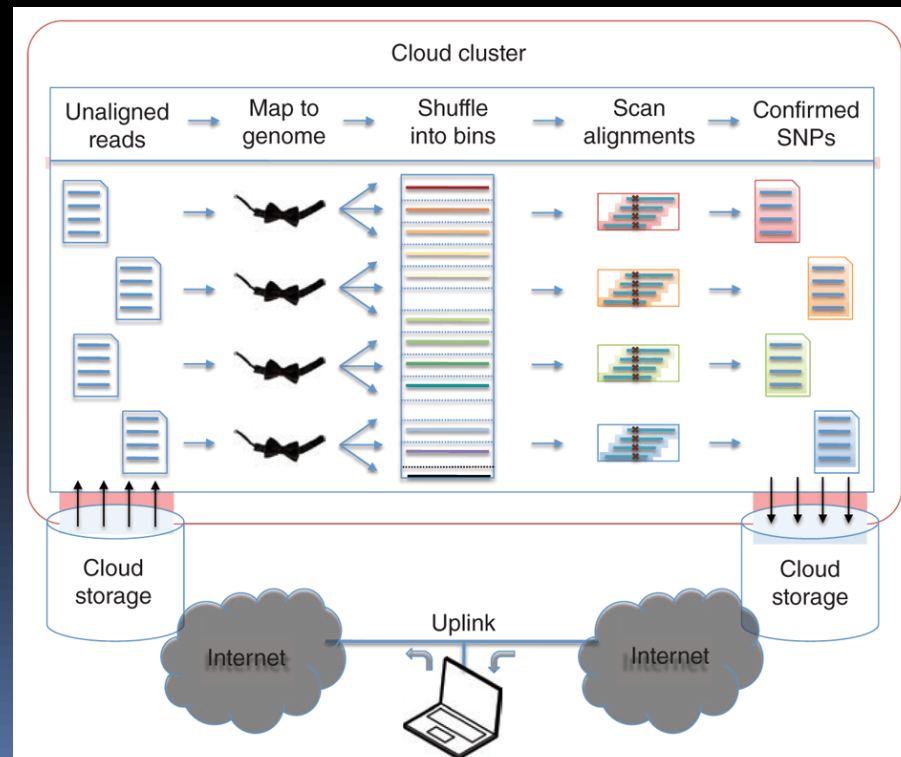 Cloud cluster
Unaligned
reads
Map to
genome
Shuffle
into bins
Scan
alignments
Confirmed
SNPs
Cloud
storage
Cloud
storage
Uplink
Internet
Internet